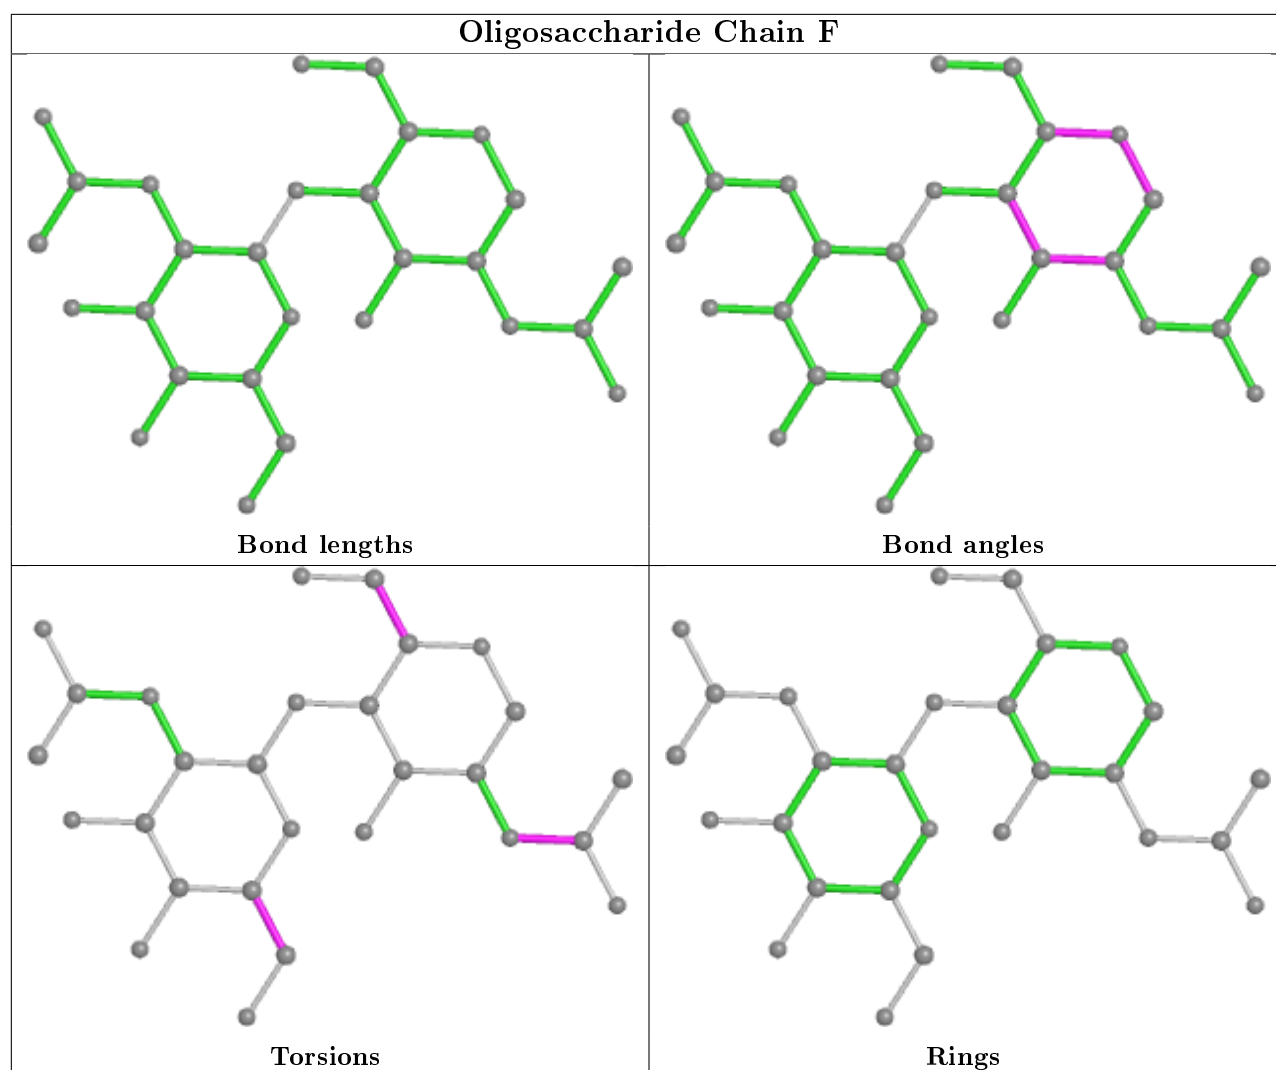 Oligosaccharide Chain F
Bond lengths
Bond angles
Torsions
Rings